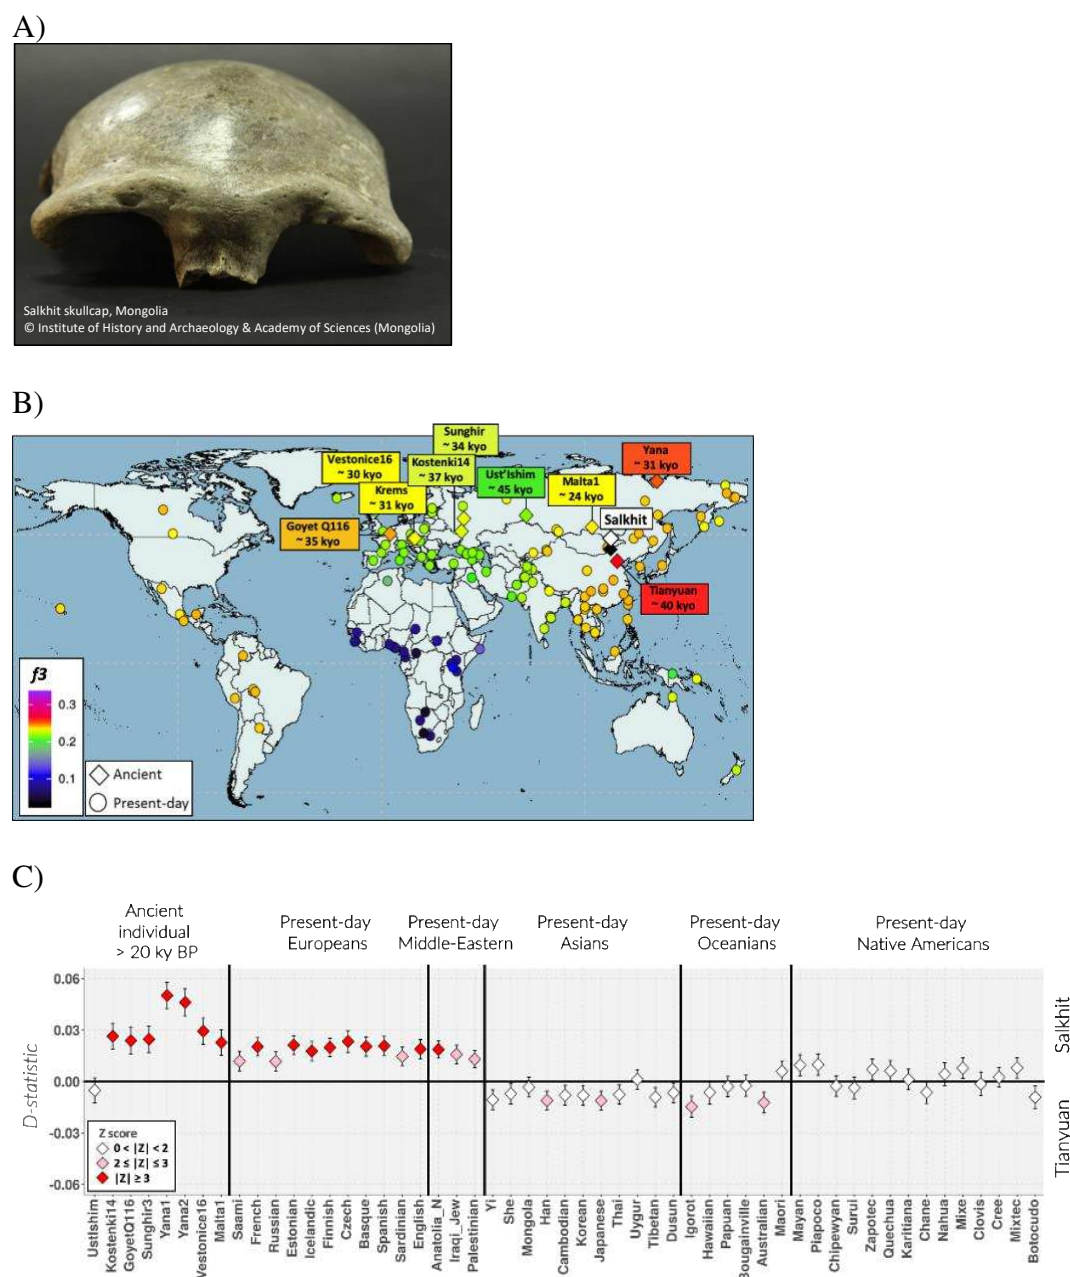 A)
Salkhit skullcap, Mongolia
© Institute of History and Archaeology & Academy of Sciences (Mongolia)
B)
Sunghir
~ 34 kyo
Vestonice16
~ 30 kyo
Kostenki14
~ 37 kyo
Yana
~ 31 kyo
Ust'Ishim
~ 45 kyo
Malta1
~ 24 kyo
Krems
~ 31 kyo
Goyet Q116
~ 35 kyo
Salkhit
Tianyuan
~ 40 kyo
f3
0.3
0.2
0.1
Ancient
Present-day
C)
Ancient
individual
> 20 ky BP
Present-day
Europeans
Present-day
Middle-Eastern
Present-day
Asians
Present-day
Oceanians
Present-day
Native Americans
D-statistic
0.06
0.03
0.00
-0.03
-0.06
Salkhit
Tianyuan
Z score
0 < |Z| < 2
2 ≤ |Z| ≤ 3
|Z| ≥ 3
UstIshim
Kostenki14
GoyetQ116
Sunghir3
Yana1
Yana2
Vestonice16
Malta1
Saami
French
Russian
Estonian
Icelandic
Finnish
Czech
Basque
Spanish
Sardinian
English
Anatolia_N
Iraqi_Jew
Palestinian
Yi
She
Mongola
Han
Cambodian
Korean
Japanese
Thai
Uygur
Tibetan
Dusun
Igorot
Hawaiian
Papuan
Bougainville
Australian
Maori
Mayan
Piapoco
Chipewyan
Surui
Zapotec
Quechua
Karitiana
Chane
Nahua
Mixe
Clovis
Cree
Mixtec
Botocudo